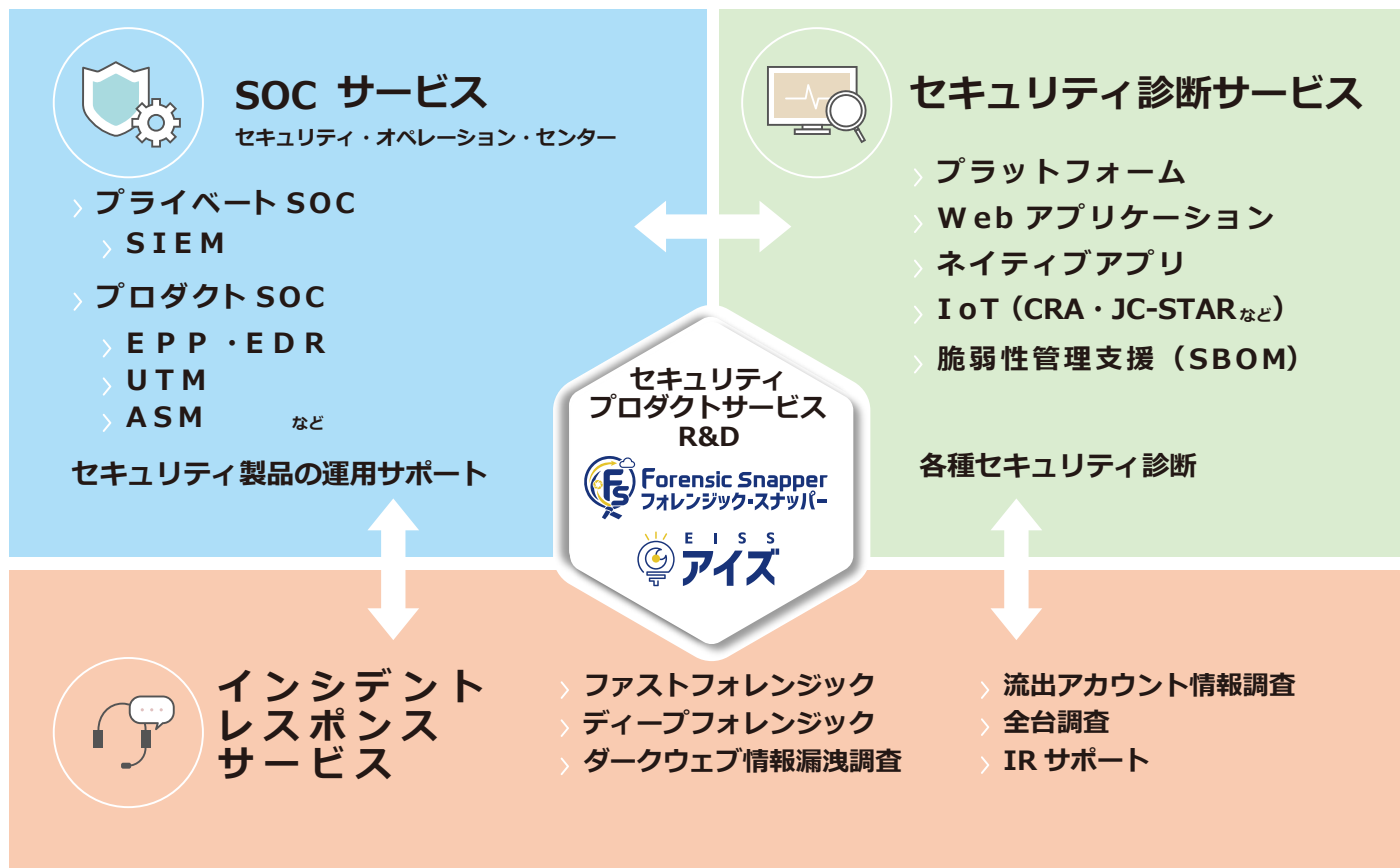 SOC サービス
セキュリティ・オペレーション・センター
プライベート SOC
SIEM
プロダクト SOC
EPP・EDR
UTM
ASM など
セキュリティ製品の運用サポート
セキュリティ診断サービス
プラットフォーム
Web アプリケーション
ネイティブアプリ
IoT（CRA・JC-STARなど）
脆弱性管理支援（SBOM）
各種セキュリティ診断
セキュリティ
プロダクトサービス
R&D
FS
Forensic Snapper
フォレンジック・スナッパー
EISS
アイズ
インシデント
レスポンス
サービス
ファストフォレンジック
ディープフォレンジック
ダークウェブ情報漏洩調査
流出アカウント情報調査
全台調査
IR サポート